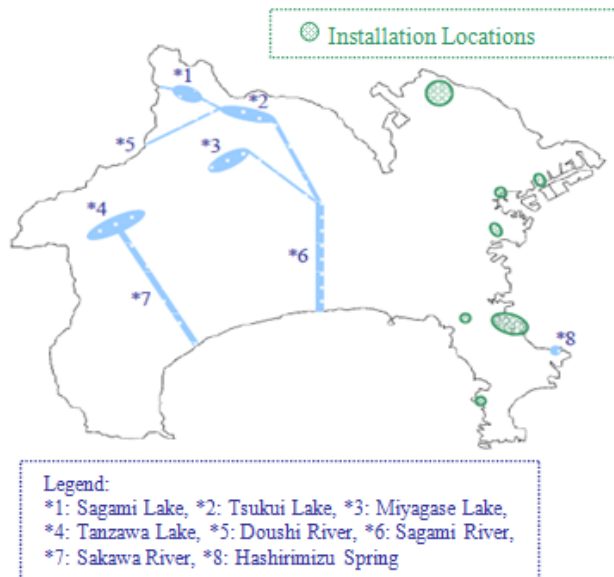 Installation Locations
*1
*2
*3
*5
*4
*6
*7
*8
Legend:
*1: Sagami Lake, *2: Tsukui Lake, *3: Miyagase Lake,
*4: Tanzawa Lake, *5: Doushi River, *6: Sagami River,
*7: Sakawa River, *8: Hashirimizu Spring